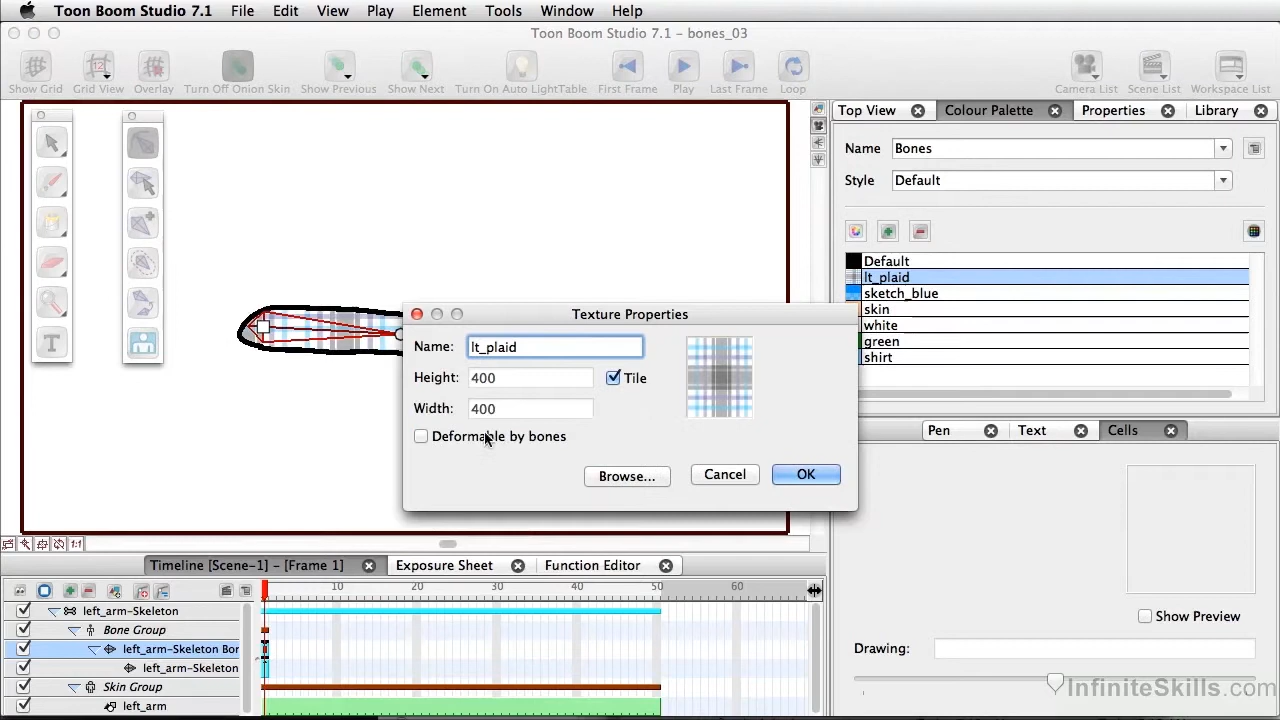 Toon Boom Studio 7.1 File Edit View Play Element Tools Window Help
Toon Boom Studio 7.1 - bones_03
Show Grid Grid View Overlay Turn Off Onion Skin Show Previous Show Next Turn On Auto LightTable First Frame Play Last Frame Loop Camera List Scene List Workspace List
Top View Colour Palette Properties Library
Name Bones
Style Default
Default
lt_plaid
sketch_blue
skin
white
green
shirt
Texture Properties
Name: lt_plaid
Height: 400 Tile
Width: 400
Deformable by bones
Browse... Cancel OK
Pen Text Cells
Show Preview
Drawing:
1:1
Timeline [Scene-1] - [Frame 1] Exposure Sheet Function Editor
10 20 30 40 50 60
left_arm-Skeleton
Bone Group
left_arm-Skeleton Bor
left_arm-Skeleton
Skin Group
left_arm
InfiniteSkills.com